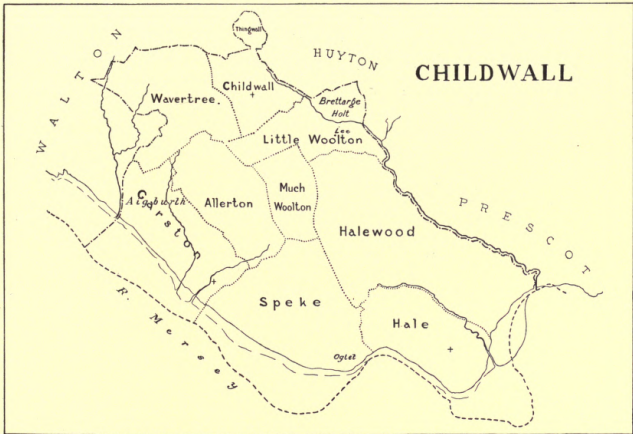 Thingwall
HUYTON
WALTON
CHILDWALL
Childwall
Wavertree.
Brettarge
Holt
Lee
Little Woolton
Aigburth
Garston
Allerton
Much
Woolton
PRESCOT
Halewood
R. Mersey
Speke
Hale
Oglet